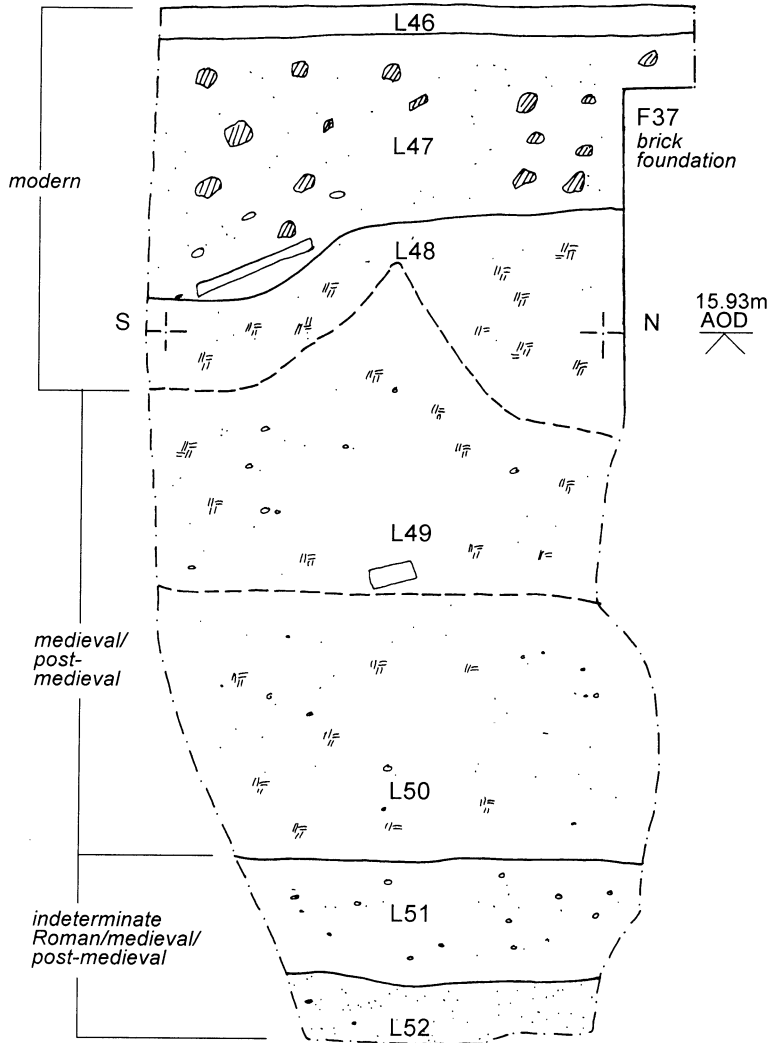 L46
F37
brick
foundation
L47
modern
L48
S
N
15.93m
AOD
L49
medieval/
post-
medieval
L50
indeterminate
Roman/medieval/
post-medieval
L51
L52